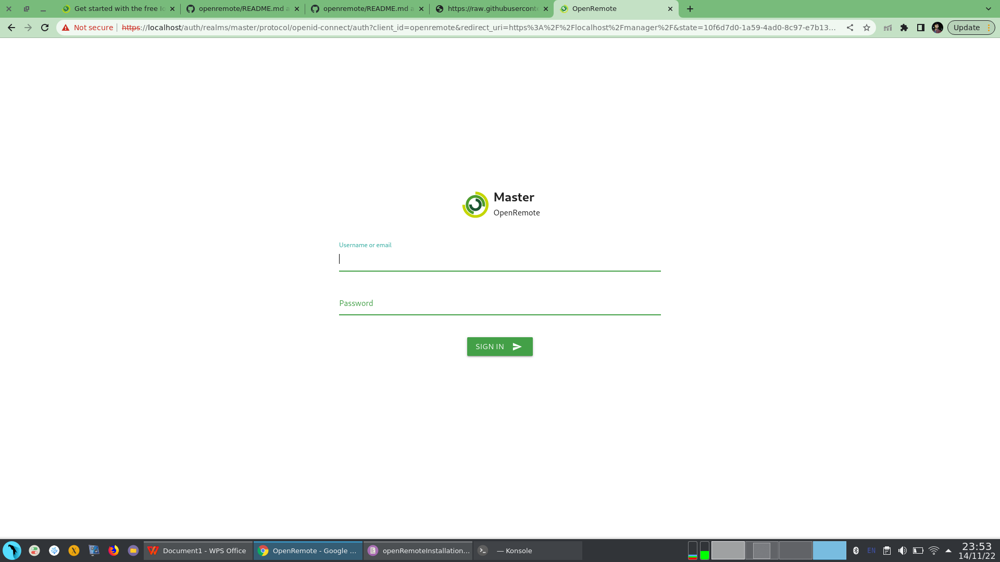 Get started with the free Io
openremote/README.md a
openremote/README.md a
https://raw.githubuserconte
OpenRemote
Not secure
https://localhost/auth/realms/master/protocol/openid-connect/auth?client_id=openremote&redirect_uri=https%3A%2F%2Flocalhost%2Fmanager%2F&state=10f6d7d0-1a59-4ad0-8c97-e7b13...
Update
Master
OpenRemote
Username or email
Password
SIGN IN
Document1 - WPS Office
OpenRemote - Google ...
openRemoteInstallation...
— Konsole
EN
23:53
14/11/22